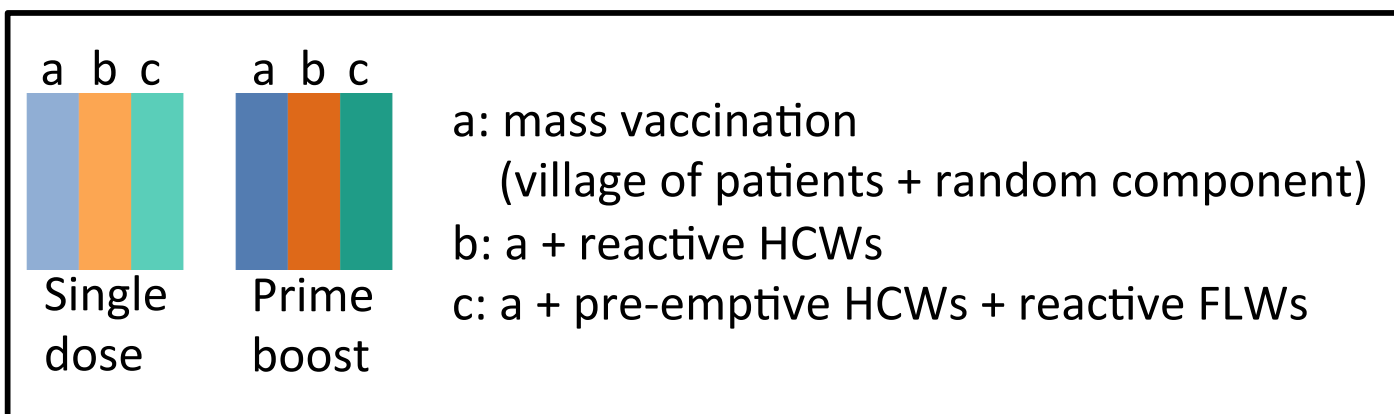 a b c a b c
Single Prime
dose boost
a: mass vaccination
(village of patients + random component)
b: a + reactive HCWs
c: a + pre-emptive HCWs + reactive FLWs